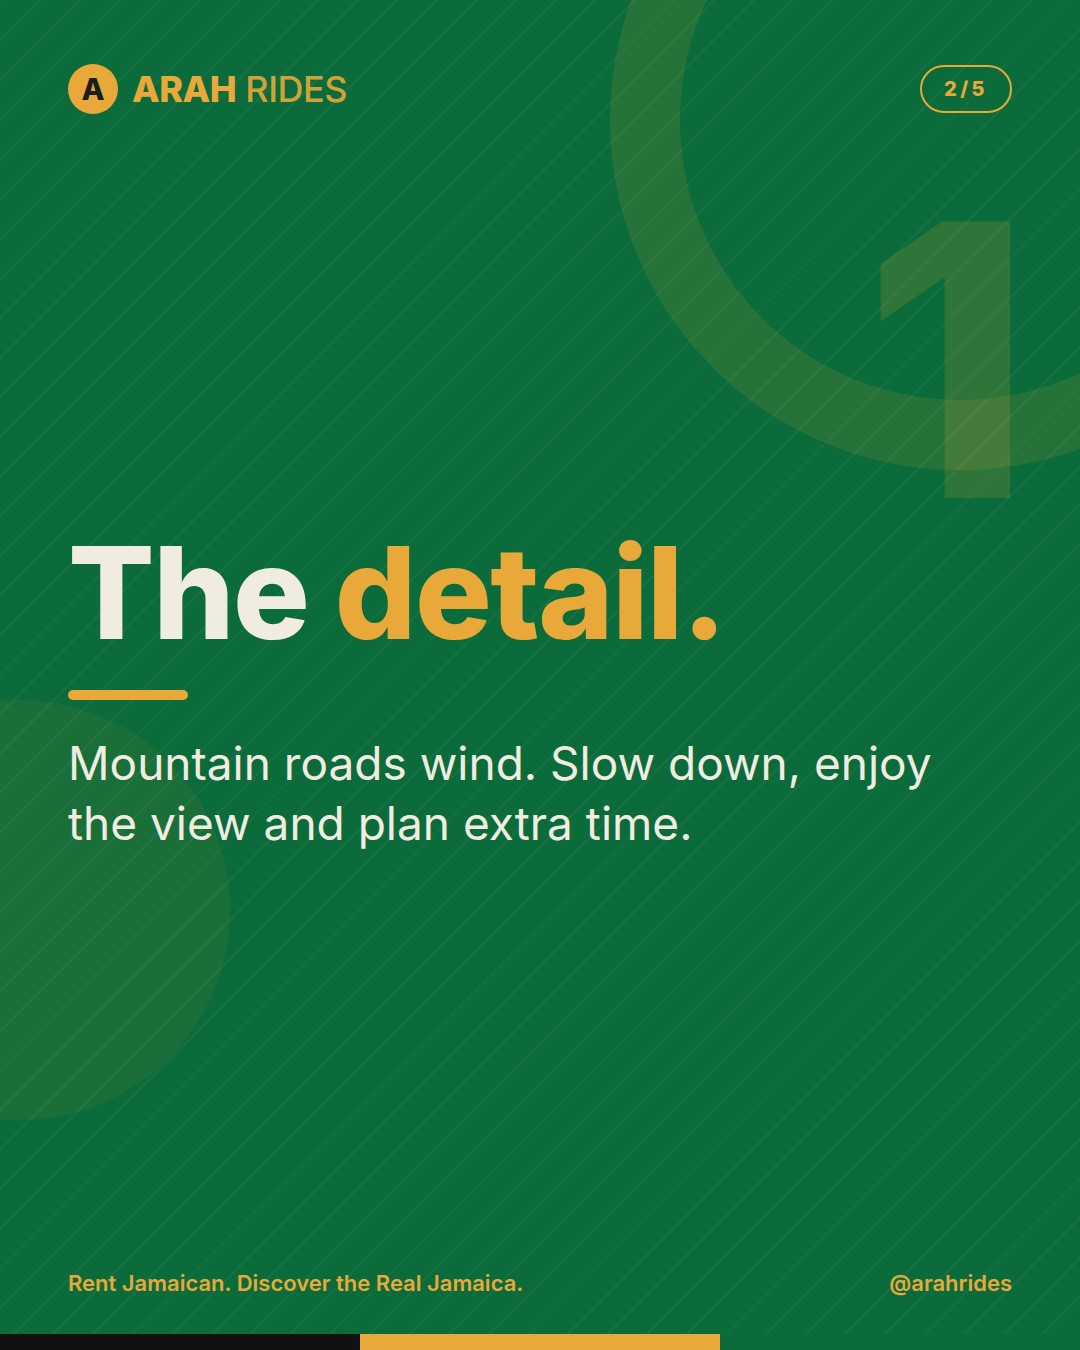 A ARAH RIDES
2/5
1
The detail.
Mountain roads wind. Slow down, enjoy
the view and plan extra time.
Rent Jamaican. Discover the Real Jamaica.
@arahrides